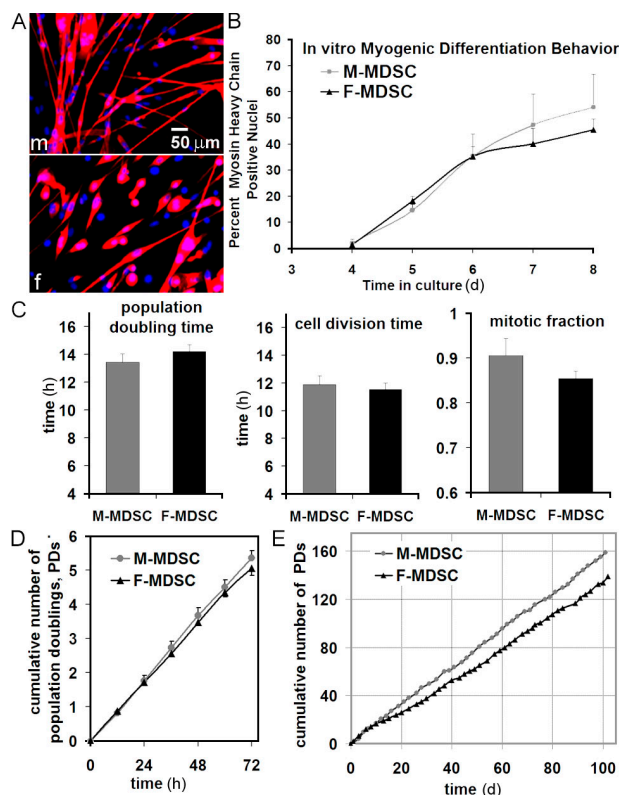 A
m
50 μm
f
B
In vitro Myogenic Differentiation Behavior
M-MDSC
F-MDSC
Percent Myosin Heavy Chain
Positive Nuclei
80
70
60
50
40
30
20
10
0
3 4 5 6 7 8
Time in culture (d)
C
population
doubling time
time (h)
16
14
12
10
8
6
4
M-MDSC F-MDSC
cell division time
time (h)
16
14
12
10
8
6
4
M-MDSC F-MDSC
mitotic fraction
1
0.9
0.8
0.7
0.6
M-MDSC F-MDSC
D
cumulative number of
population doublings, PDs
6
5
4
3
2
1
0
M-MDSC
F-MDSC
0 24 48 72
time (h)
E
cumulative number of PDs
160
120
80
40
0
M-MDSC
F-MDSC
0 20 40 60 80 100
time (d)